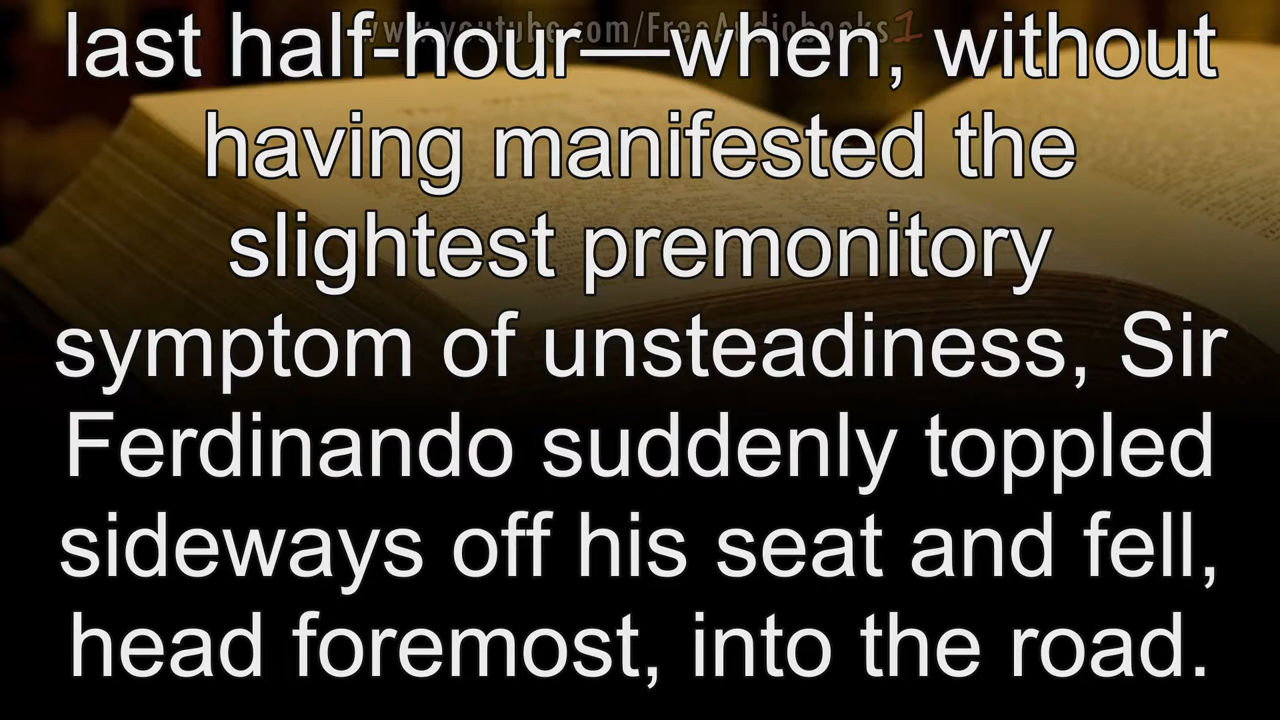 www.youtube.com/FreeAudiobooks1
last half-hour—when, without
having manifested the
slightest premonitory
symptom of unsteadiness, Sir
Ferdinando suddenly toppled
sideways off his seat and fell,
head foremost, into the road.